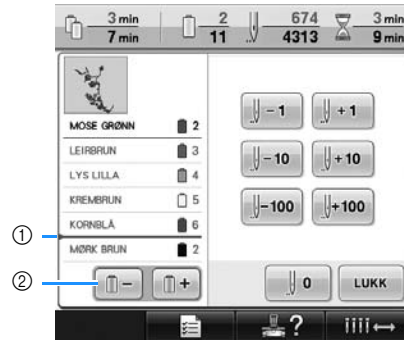 3 min
7 min
2
11
674
4313
3 min
9 min
MOSE GRØNN 2
LEIRBRUN 3
LYS LILLA 4
KREMBRUN 5
KORNBLÅ 6
MØRK BRUN 2
-1
+1
-10
+10
-100
+100
①
②
-
+
0
LUKK
?